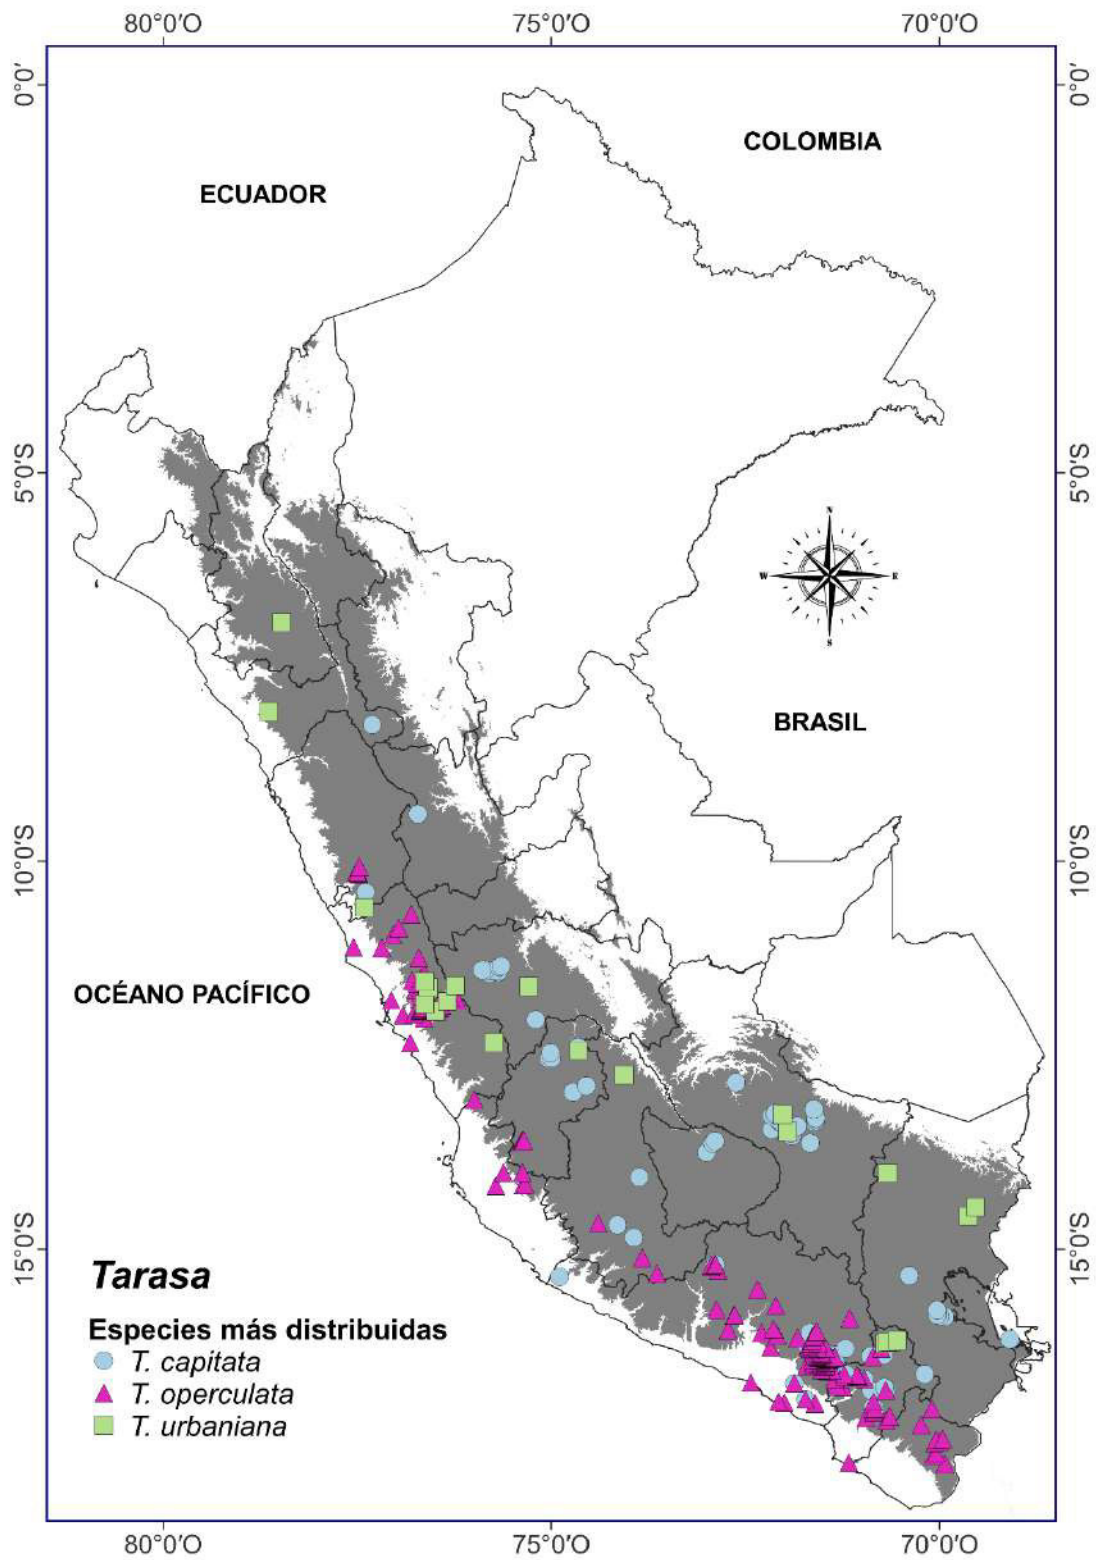 80°0'O 75°0'O 70°0'O
0°0' 0°0'
COLOMBIA
ECUADOR
5°0'S 5°0'S
N
W E
S
BRASIL
10°0'S 10°0'S
OCÉANO PACÍFICO
15°0'S 15°0'S
Tarasa
Especies más distribuidas
T. capitata
T. operculata
T. urbaniana
80°0'O 75°0'O 70°0'O